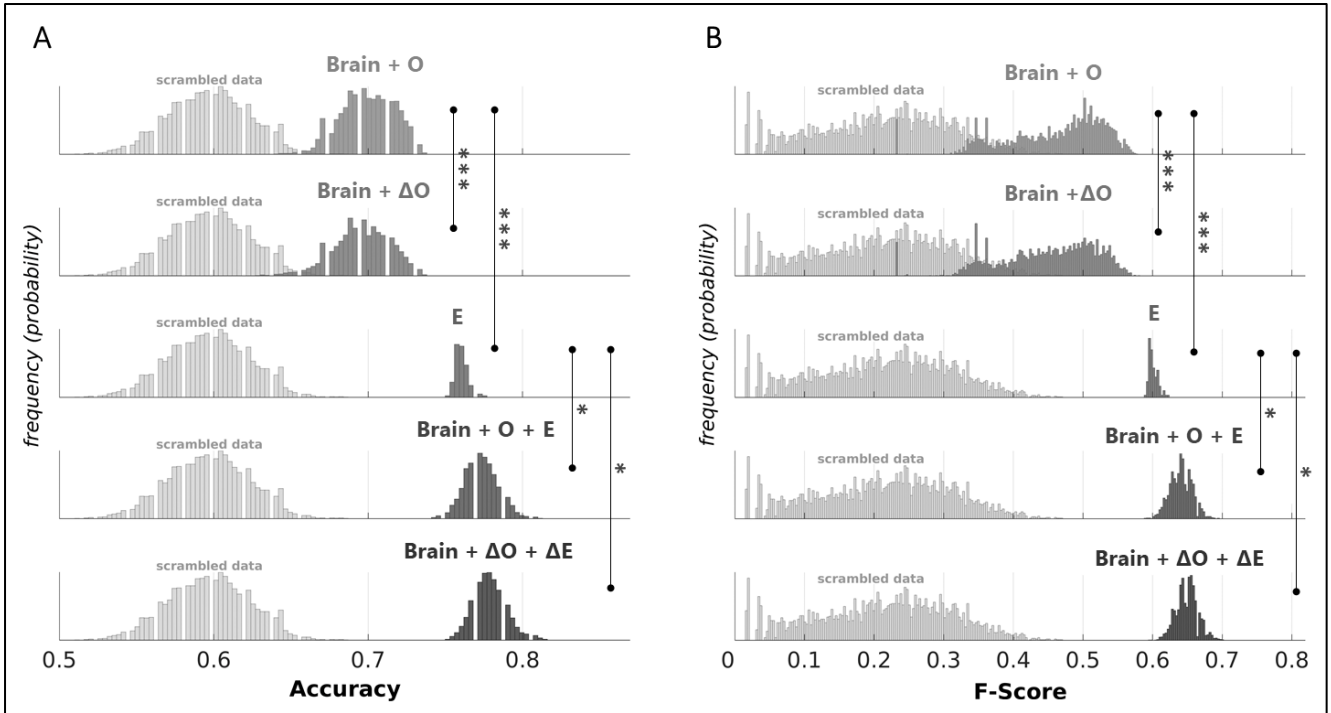 A
frequency (probability)
scrambled data
Brain + O
***
scrambled data
Brain + ΔO
***
scrambled data
E
*
scrambled data
Brain + O + E
*
scrambled data
Brain + ΔO + ΔE
0.5 0.6 0.7 0.8
Accuracy
B
frequency (probability)
scrambled data
Brain + O
***
scrambled data
Brain +ΔO
***
scrambled data
E
*
scrambled data
Brain + O + E
*
scrambled data
Brain + ΔO + ΔE
0 0.1 0.2 0.3 0.4 0.5 0.6 0.7 0.8
F-Score